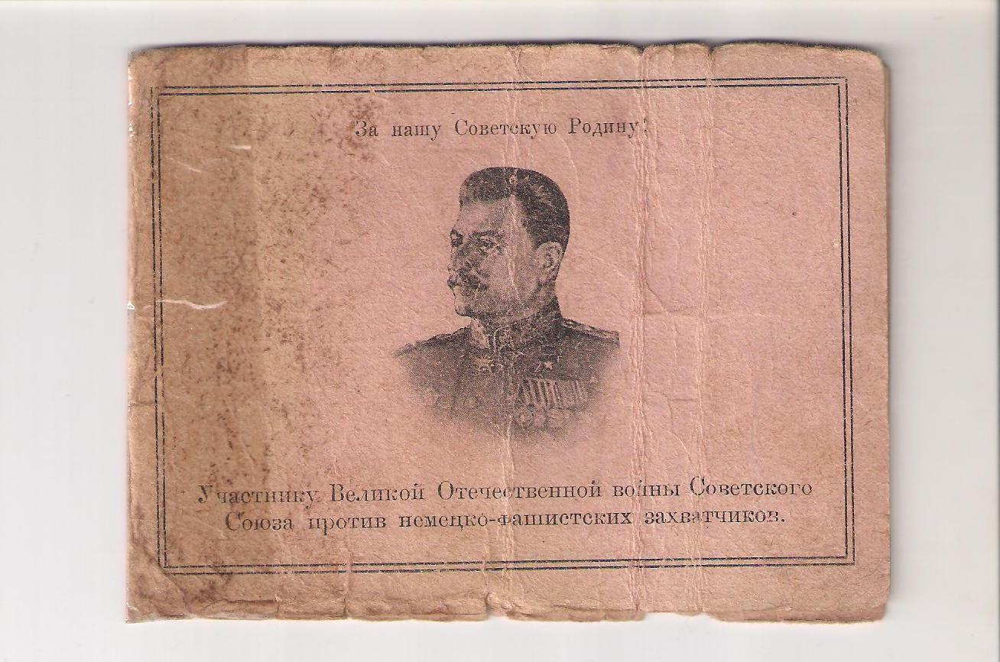 За нашу Советскую Родину!
Участнику Великой Отечественной войны Советского
Союза против немецко-фашистских захватчиков.